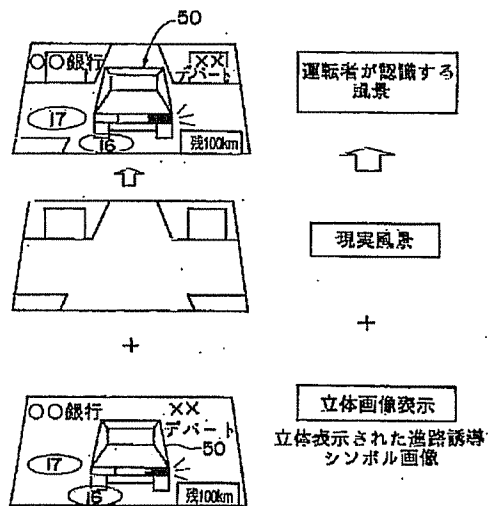 50
○○銀行
××
デパート
17
16
残100km
運転者が認識する
風景
現実風景
+
+
○○銀行
××
デパート
50
17
16
残100km
立体画像表示
立体表示された進路誘導
シンボル画像